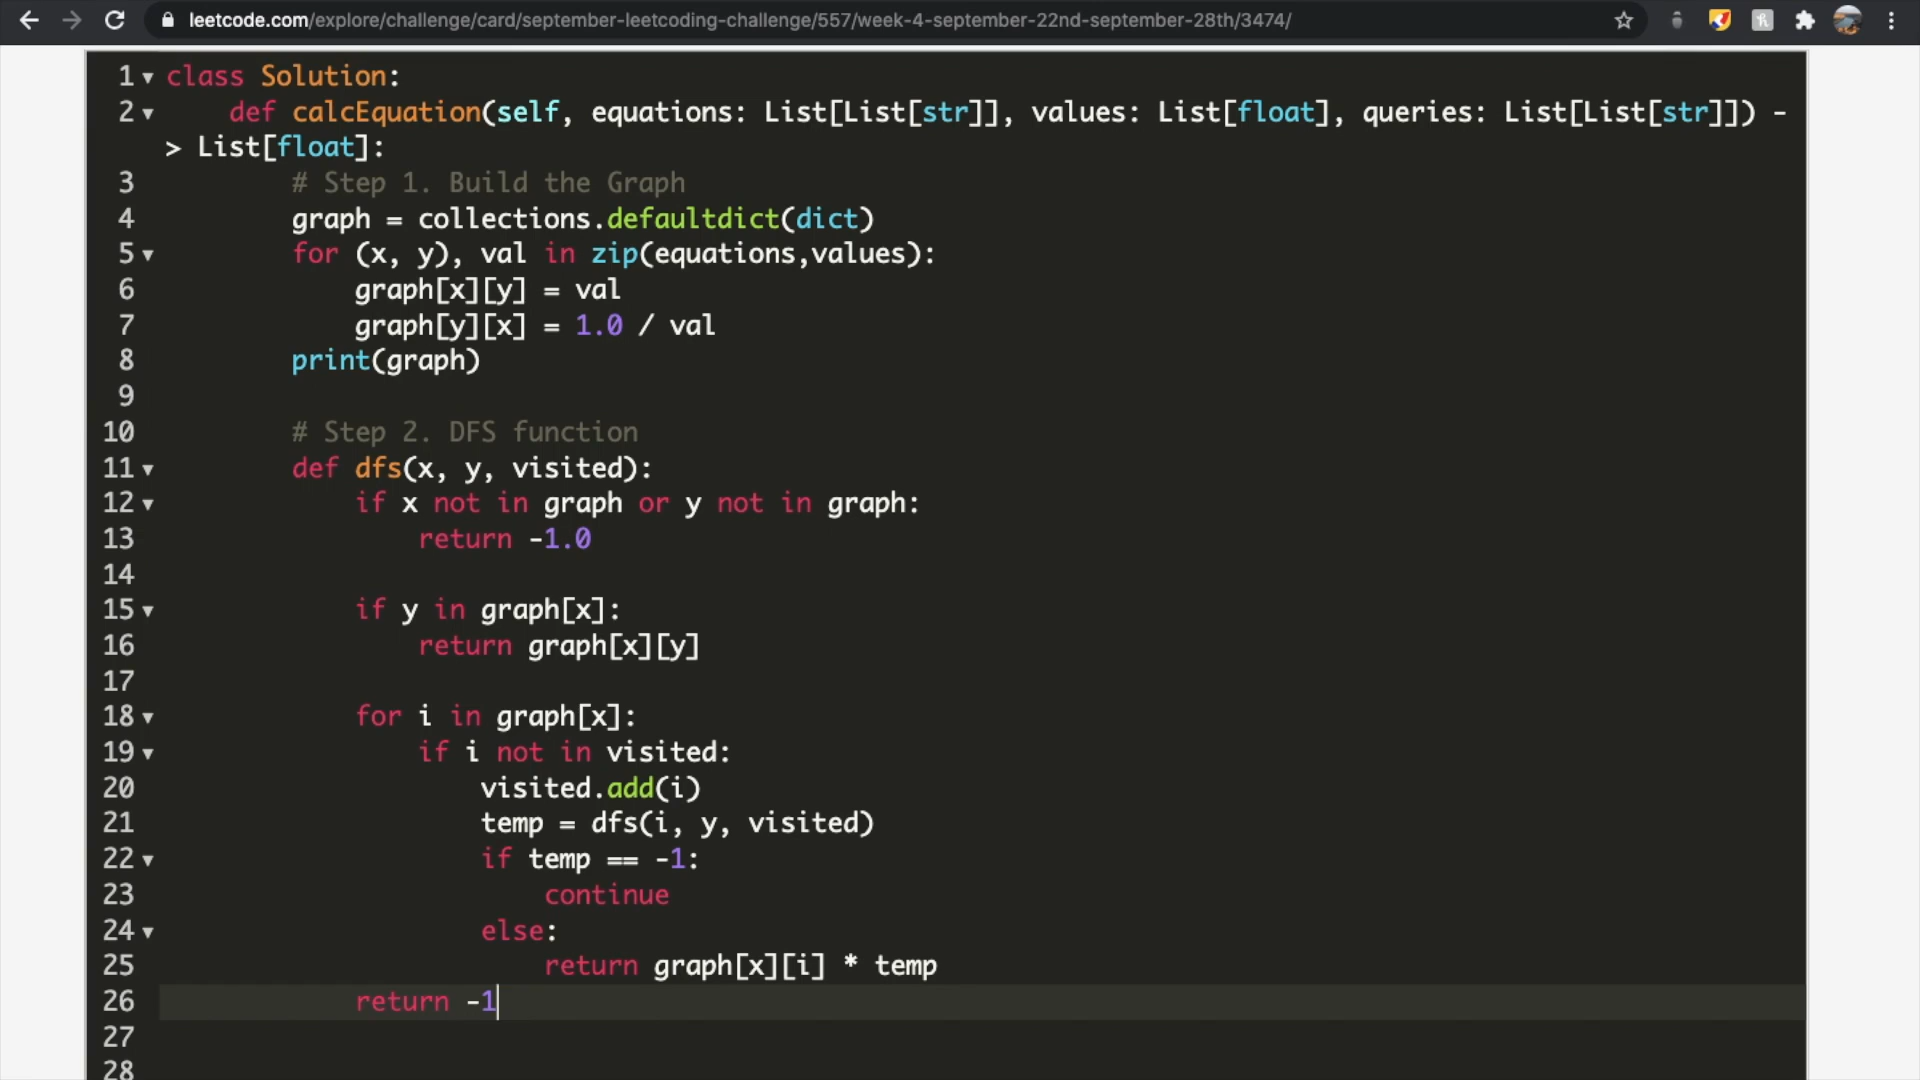 leetcode.com/explore/challenge/card/september-leetcoding-challenge/557/week-4-september-22nd-september-28th/3474/
1 class Solution:
2     def calcEquation(self, equations: List[List[str]], values: List[float], queries: List[List[str]]) -
> List[float]:
3         # Step 1. Build the Graph
4         graph = collections.defaultdict(dict)
5         for (x, y), val in zip(equations,values):
6             graph[x][y] = val
7             graph[y][x] = 1.0 / val
8         print(graph)
9
10         # Step 2. DFS function
11         def dfs(x, y, visited):
12             if x not in graph or y not in graph:
13                 return -1.0
14
15             if y in graph[x]:
16                 return graph[x][y]
17
18             for i in graph[x]:
19                 if i not in visited:
20                     visited.add(i)
21                     temp = dfs(i, y, visited)
22                     if temp == -1:
23                         continue
24                     else:
25                         return graph[x][i] * temp
26             return -1
27
28